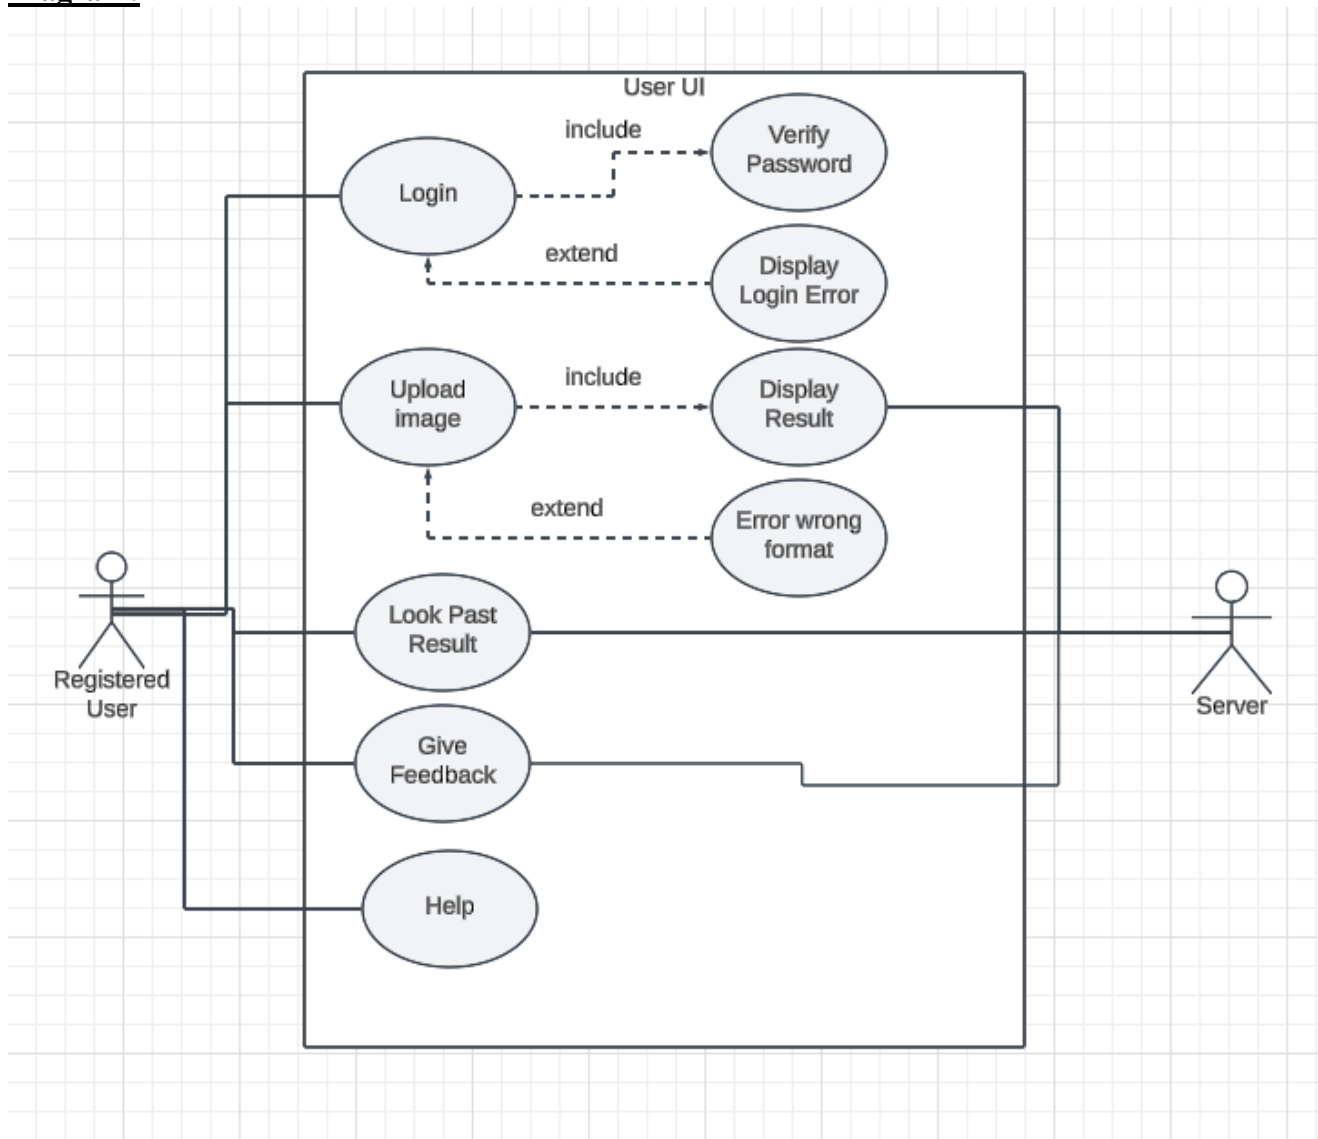 User UI
include
Verify
Password
Login
extend
Display
Login Error
Upload
image
include
Display
Result
extend
Error wrong
format
Look Past
Result
Registered
User
Server
Give
Feedback
Help